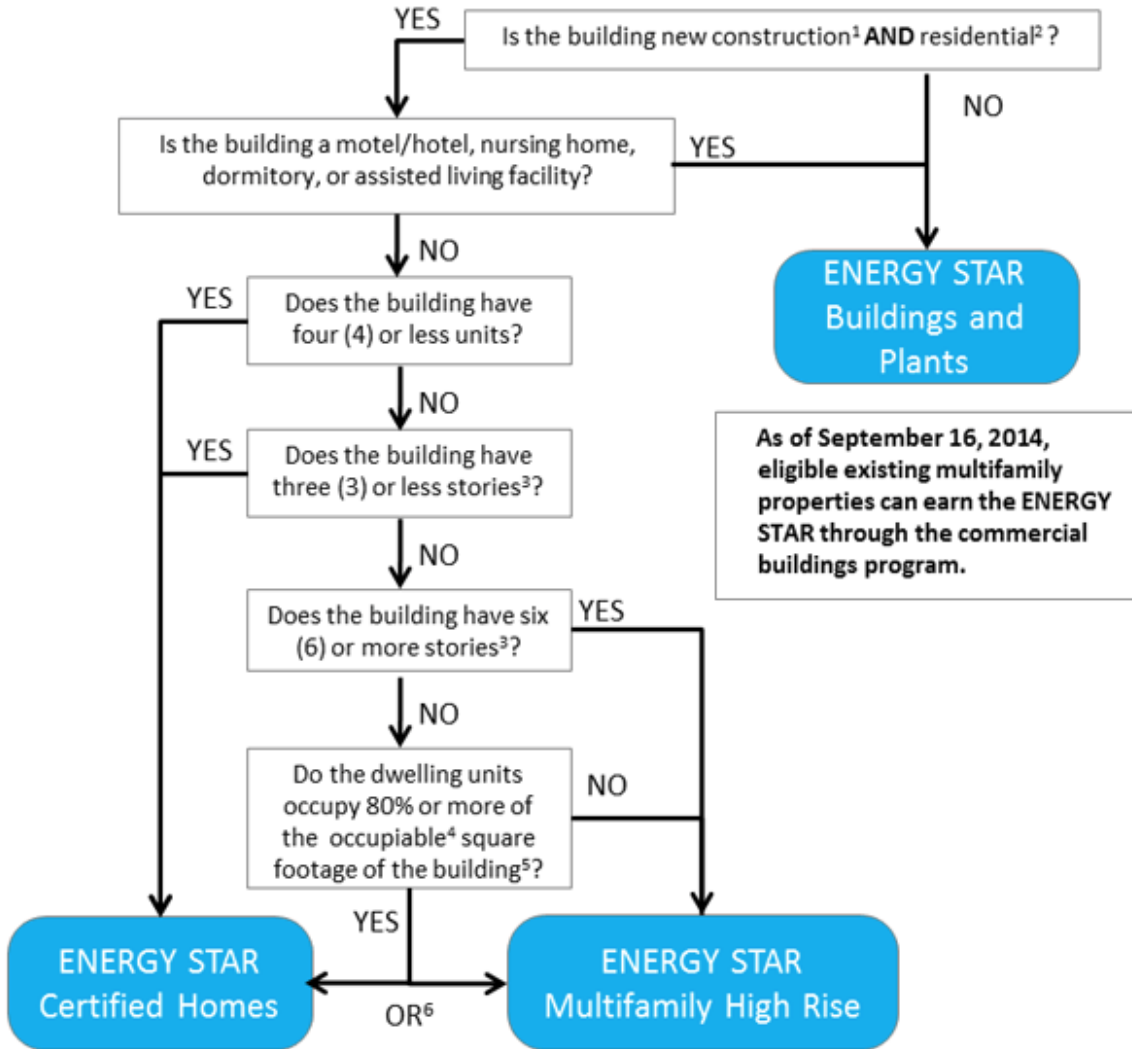 YES
Is the building new construction¹ AND residential² ?
NO
Is the building a motel/hotel, nursing home,
dormitory, or assisted living facility?
YES
NO
ENERGY STAR
Buildings and
Plants
YES
Does the building have
four (4) or less units?
NO
As of September 16, 2014,
eligible existing multifamily
properties can earn the ENERGY
STAR through the commercial
buildings program.
YES
Does the building have
three (3) or less stories³?
NO
Does the building have six
(6) or more stories³?
YES
NO
Do the dwelling units
occupy 80% or more of
the occupiable⁴ square
footage of the building⁵?
NO
YES
ENERGY STAR
Certified Homes
OR⁶
ENERGY STAR
Multifamily High Rise